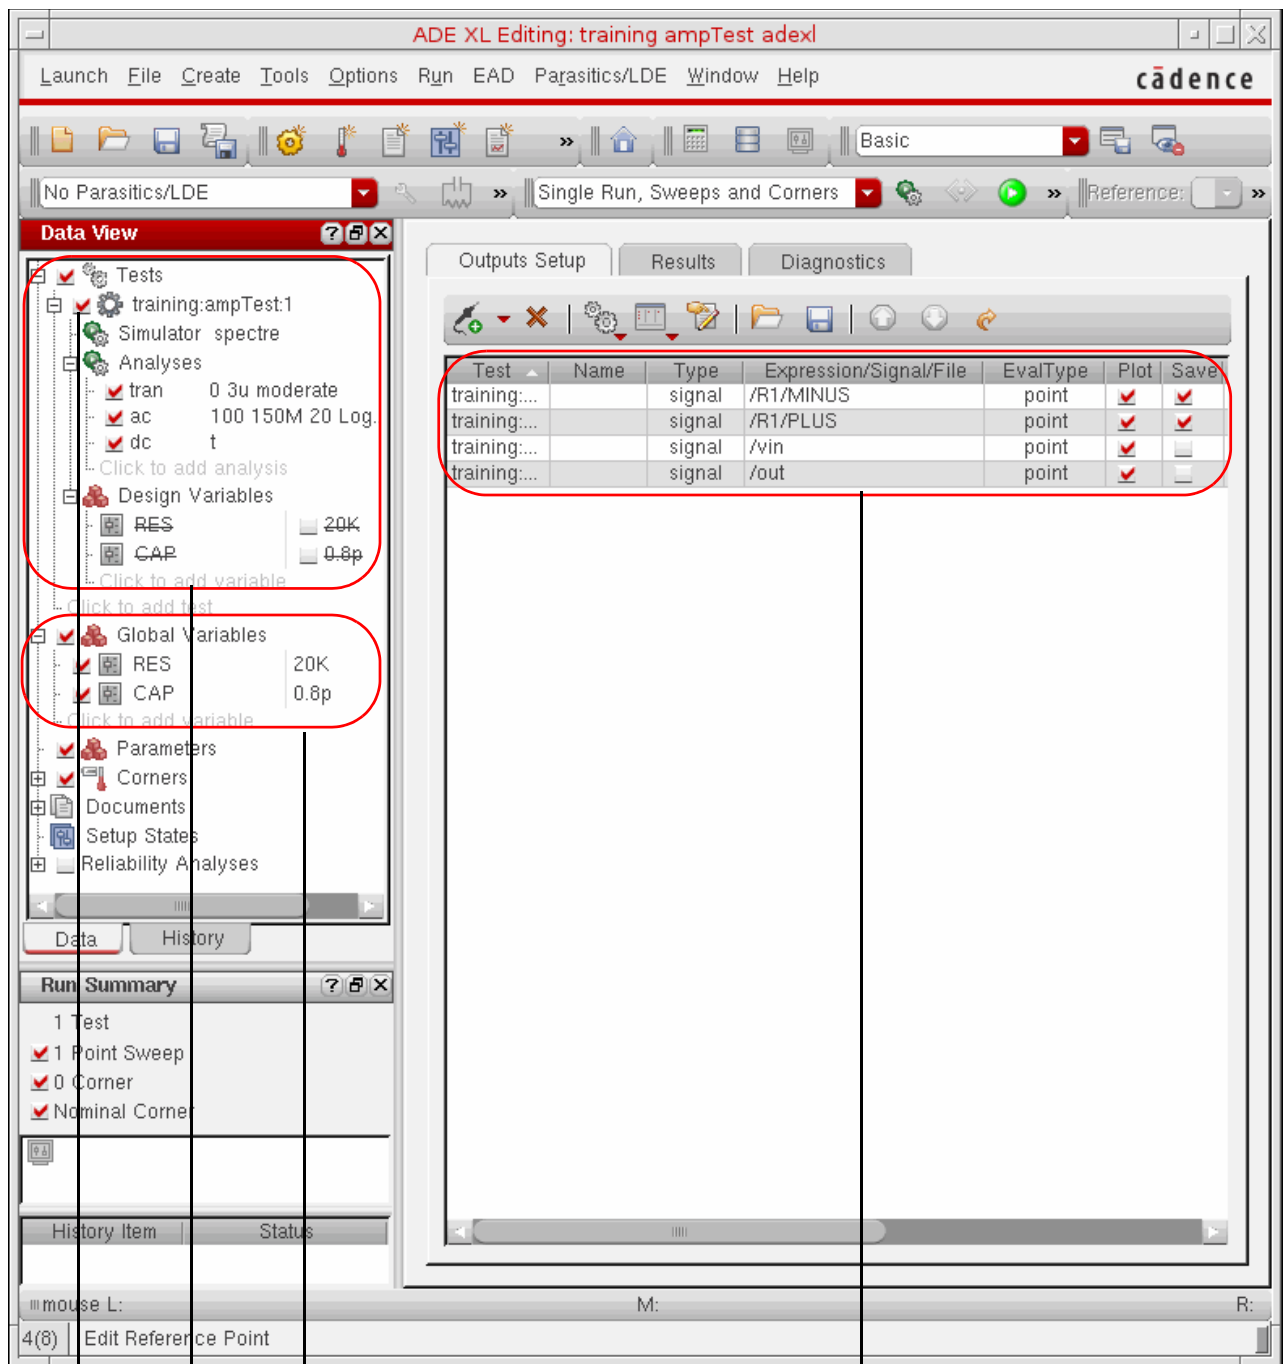 ADE XL Editing: training ampTest adexl
Launch File Create Tools Options Run EAD Parasitics/LDE Window Help cādence
Basic
No Parasitics/LDE Single Run, Sweeps and Corners Reference:
Data View
Tests
training:ampTest:1
Simulator spectre
Analyses
tran 0 3u moderate
ac 100 150M 20 Log.
dc t
Click to add analysis
Design Variables
RES 20K
CAP 0.8p
Click to add variable
Click to add test
Global Variables
RES 20K
CAP 0.8p
Click to add variable
Parameters
Corners
Documents
Setup States
Reliability Analyses
Data History
Run Summary
1 Test
1 Point Sweep
0 Corner
Nominal Corner
History Item Status
Outputs Setup Results Diagnostics
Test Name Type Expression/Signal/File EvalType Plot Save
training:... signal /R1/MINUS point
training:... signal /R1/PLUS point
training:... signal /vin point
training:... signal /out point
mouse L: M: R:
4(8) Edit Reference Point